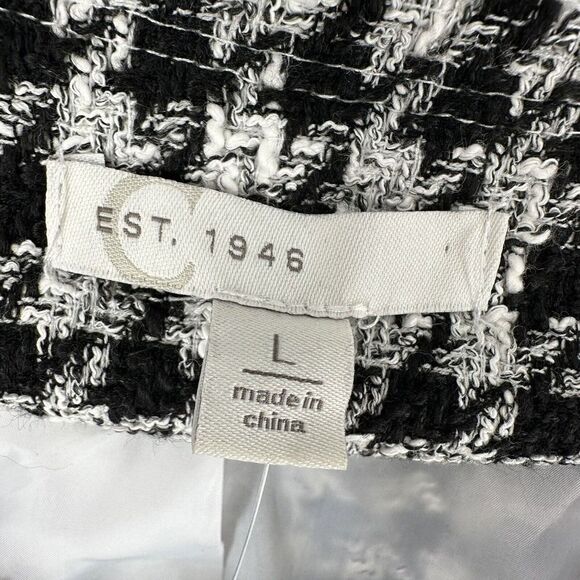 EST. 1946
C
L
made in
china